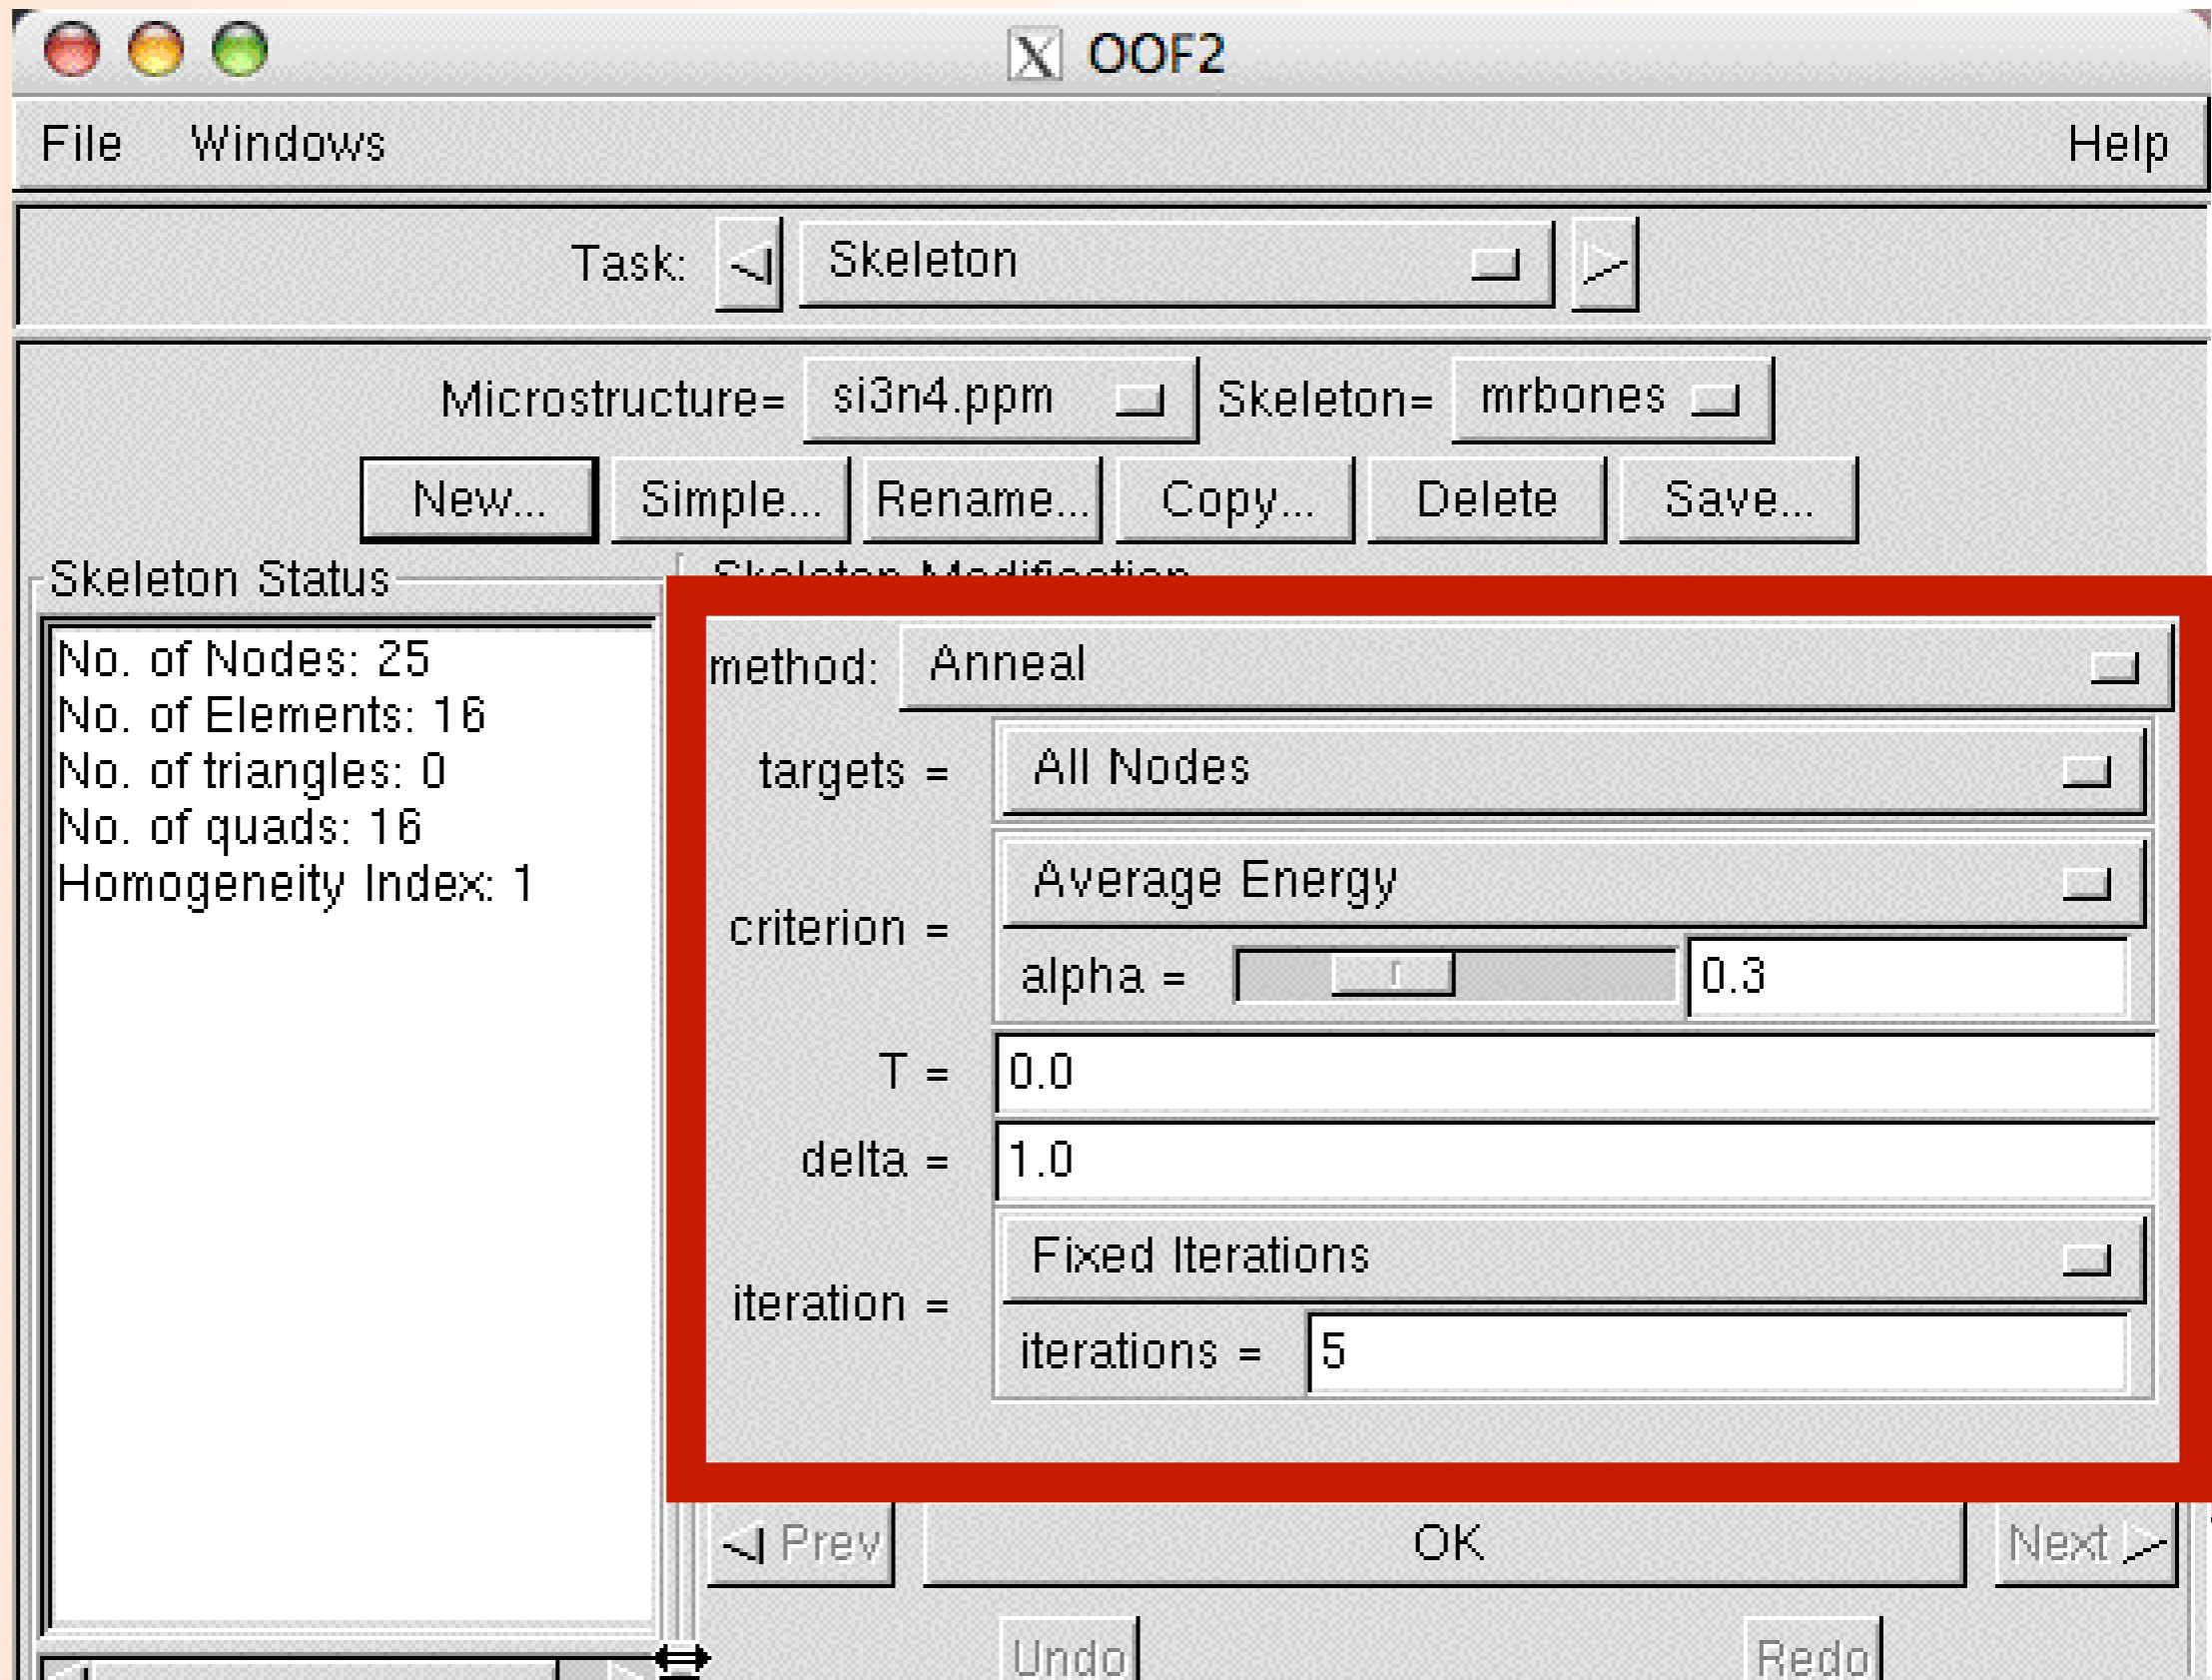 X OOF2
File Windows Help
Task: Skeleton
Microstructure= si3n4.ppm Skeleton= mrbones
New... Simple... Rename... Copy... Delete Save...
Skeleton Status
Skeleton Modification
No. of Nodes: 25
No. of Elements: 16
No. of triangles: 0
No. of quads: 16
Homogeneity Index: 1
method: Anneal
targets = All Nodes
criterion = Average Energy
alpha = 0.3
T = 0.0
delta = 1.0
iteration = Fixed Iterations
iterations = 5
Prev OK Next
Undo Redo